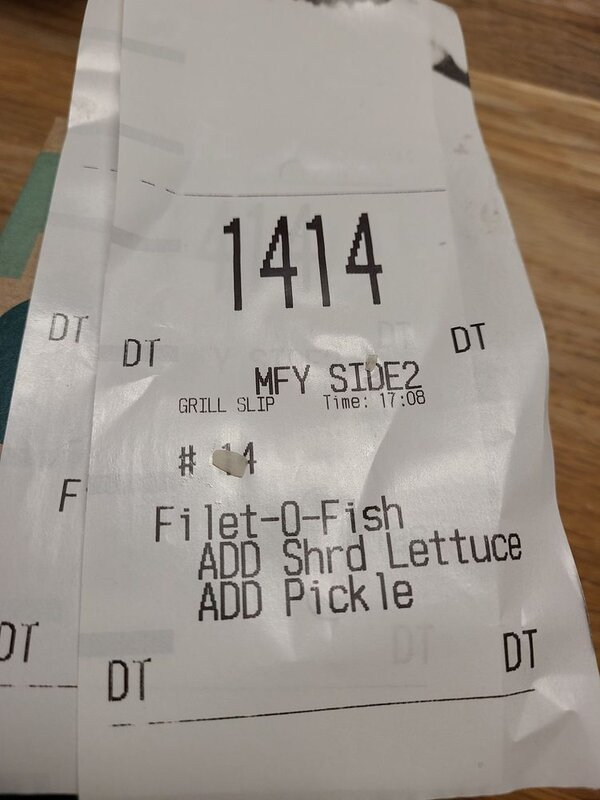 1414
DT DT DT
MFY SIDE2
GRILL SLIP Time: 17:08
# 14
Filet-O-Fish
ADD Shrd Lettuce
ADD Pickle
DT DT DT